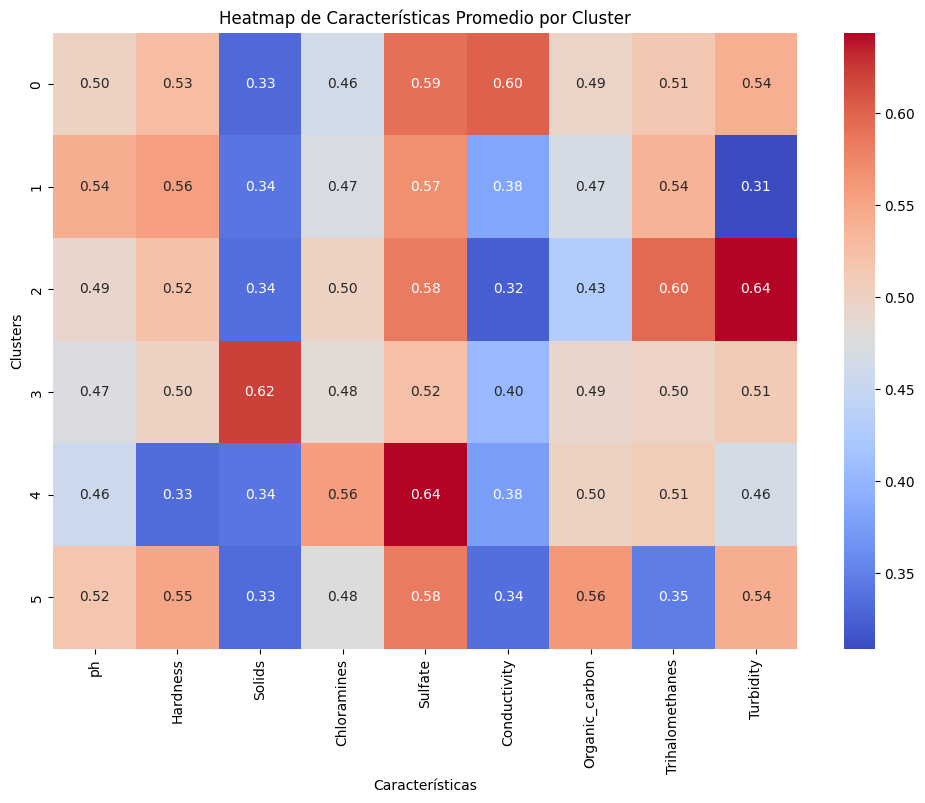 Heatmap de Características Promedio por Cluster
Clusters
0 0.50 0.53 0.33 0.46 0.59 0.60 0.49 0.51 0.54
1 0.54 0.56 0.34 0.47 0.57 0.38 0.47 0.54 0.31
2 0.49 0.52 0.34 0.50 0.58 0.32 0.43 0.60 0.64
3 0.47 0.50 0.62 0.48 0.52 0.40 0.49 0.50 0.51
4 0.46 0.33 0.34 0.56 0.64 0.38 0.50 0.51 0.46
5 0.52 0.55 0.33 0.48 0.58 0.34 0.56 0.35 0.54
ph Hardness Solids Chloramines Sulfate Conductivity Organic_carbon Trihalomethanes Turbidity
Características
0.60
0.55
0.50
0.45
0.40
0.35